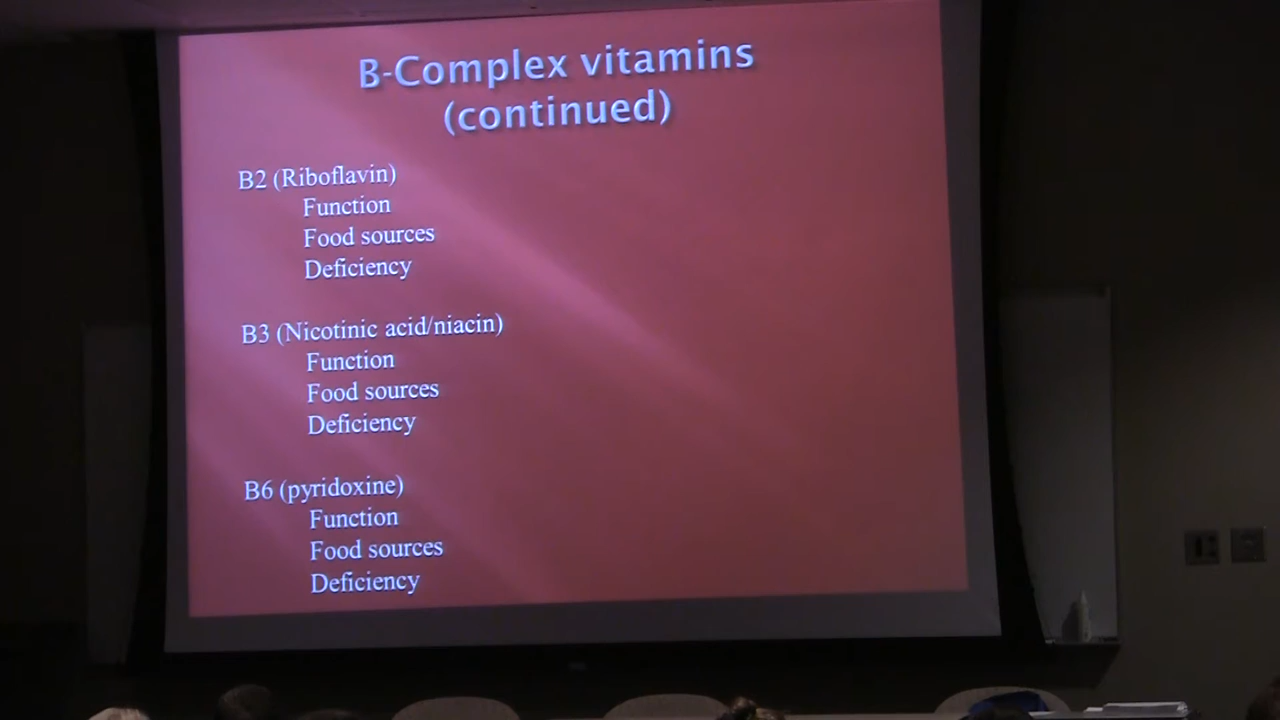 B-Complex vitamins
(continued)
B2 (Riboflavin)
Function
Food sources
Deficiency
B3 (Nicotinic acid/niacin)
Function
Food sources
Deficiency
B6 (pyridoxine)
Function
Food sources
Deficiency